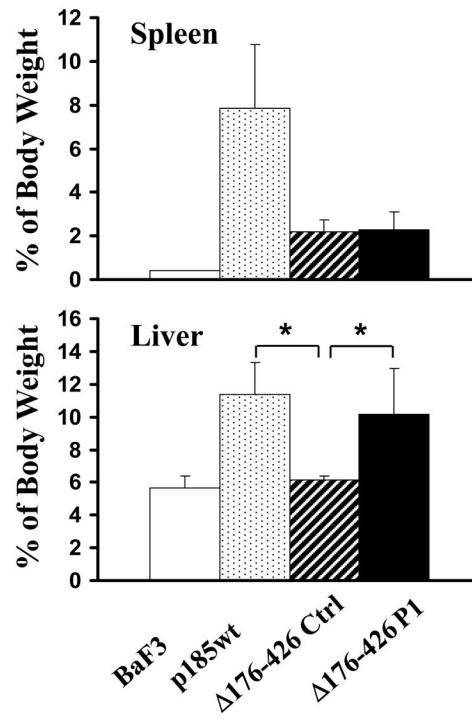 12
Spleen
10
8
6
4
2
0
% of Body Weight
16
Liver
14
* *
12
10
8
6
4
2
0
% of Body Weight
BaF3
p185wt
Δ176-426 Ctrl
Δ176-426 P1